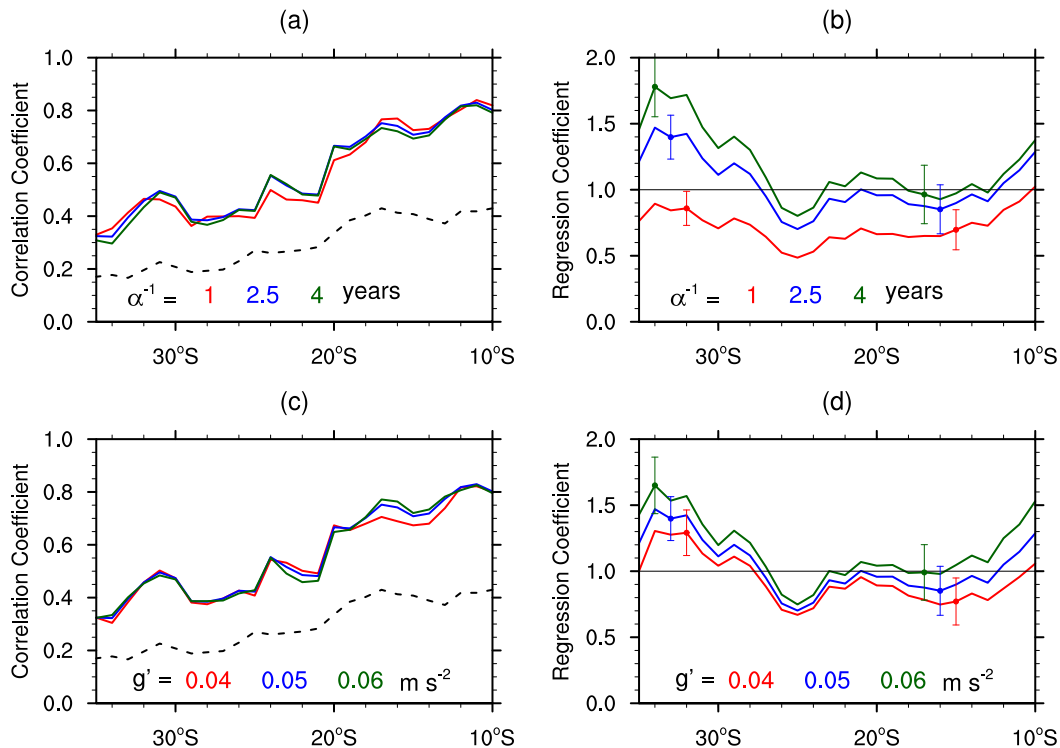 (a)
Correlation Coefficient
1.0
0.8
0.6
0.4
0.2
0.0
α⁻¹ = 1 2.5 4 years
30°S 20°S 10°S
(b)
Regression Coefficient
2.0
1.5
1.0
0.5
0.0
α⁻¹ = 1 2.5 4 years
30°S 20°S 10°S
(c)
Correlation Coefficient
1.0
0.8
0.6
0.4
0.2
0.0
g' = 0.04 0.05 0.06 m s⁻²
30°S 20°S 10°S
(d)
Regression Coefficient
2.0
1.5
1.0
0.5
0.0
g' = 0.04 0.05 0.06 m s⁻²
30°S 20°S 10°S